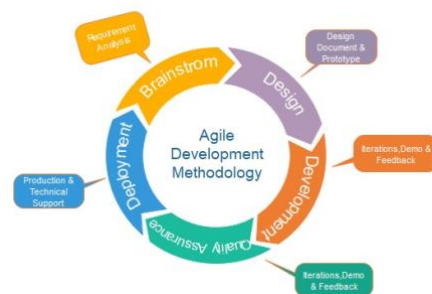 Requirement
Analysis
Brainstrom
Design
Design
Document &
Prototype
Agile
Development
Methodology
Development
Iterations,Demo
& Feedback
Quality Assurance
Iterations,Demo
& Feedback
Deployment
Production &
Technical
Support